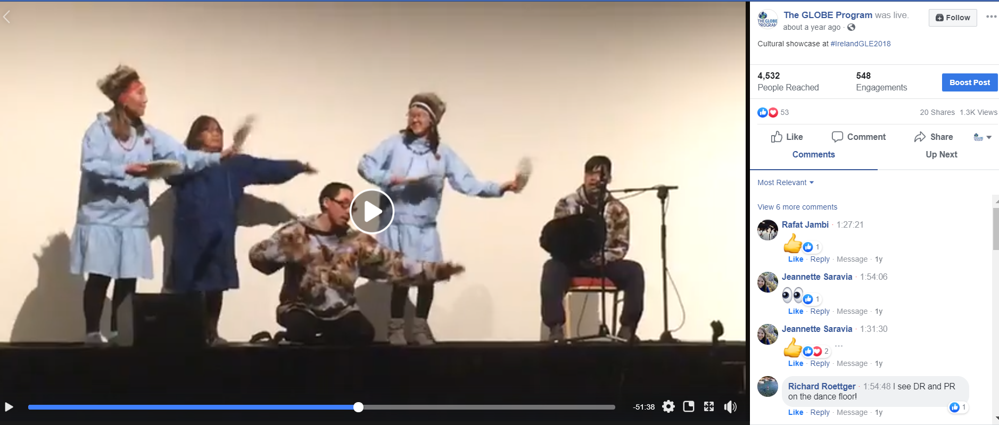 THE GLOBE
PROGRAM
The GLOBE Program was live.
Follow
about a year ago ·
Cultural showcase at #IrelandGLE2018
4,532
People Reached
548
Engagements
Boost Post
53
20 Shares 1.3K Views
Like
Comment
Share
Comments
Up Next
Most Relevant
View 6 more comments
Rafat Jambi · 1:27:21
1
Like · Reply · Message · 1y
Jeannette Saravia · 1:54:06
1
Like · Reply · Message · 1y
Jeannette Saravia · 1:31:30
2
Like · Reply · Message · 1y
Richard Roettger · 1:54:48 I see DR and PR
on the dance floor!
1
Like · Reply · Message · 1y
-51:38